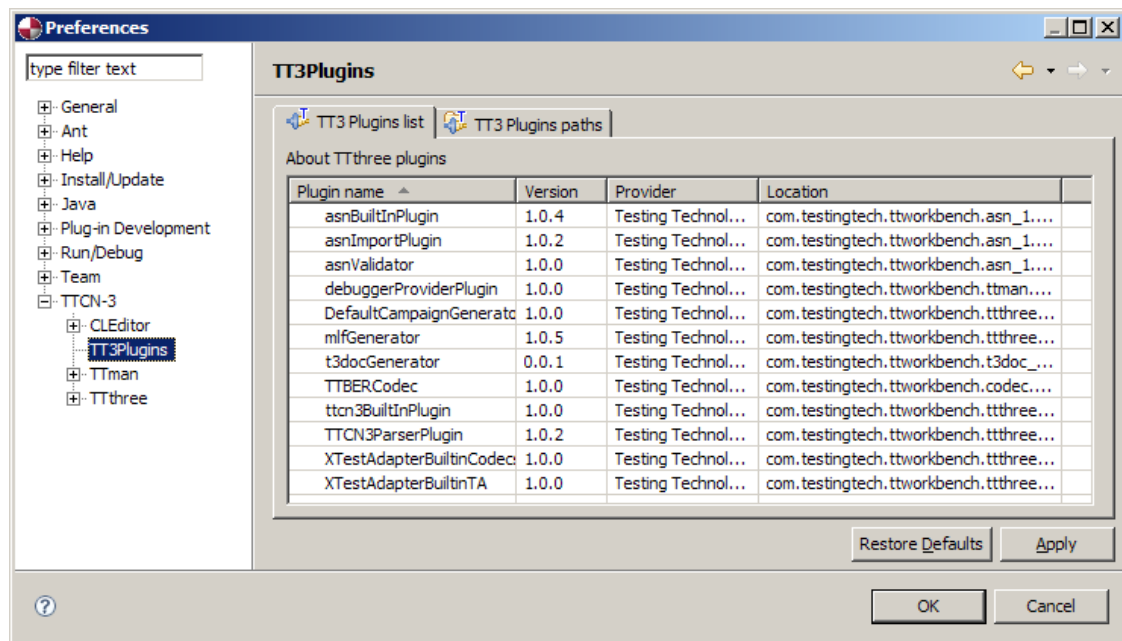 Preferences
type filter text
General
Ant
Help
Install/Update
Java
Plug-in Development
Run/Debug
Team
TTCN-3
CLEditor
TT3Plugins
TTman
TTthree
TT3Plugins
TT3 Plugins list TT3 Plugins paths
About TTthree plugins
Plugin name Version Provider Location
asnBuiltInPlugin 1.0.4 Testing Technol... com.testingtech.ttworkbench.asn_1....
asnImportPlugin 1.0.2 Testing Technol... com.testingtech.ttworkbench.asn_1....
asnValidator 1.0.0 Testing Technol... com.testingtech.ttworkbench.asn_1....
debuggerProviderPlugin 1.0.0 Testing Technol... com.testingtech.ttworkbench.ttman....
DefaultCampaignGenerato 1.0.0 Testing Technol... com.testingtech.ttworkbench.ttthree...
mlfGenerator 1.0.5 Testing Technol... com.testingtech.ttworkbench.ttthree...
t3docGenerator 0.0.1 Testing Technol... com.testingtech.ttworkbench.t3doc_...
TTBERCodec 1.0.0 Testing Technol... com.testingtech.ttworkbench.codec....
ttcn3BuiltInPlugin 1.0.0 Testing Technol... com.testingtech.ttworkbench.ttthree...
TTCN3ParserPlugin 1.0.2 Testing Technol... com.testingtech.ttworkbench.ttthree...
XTestAdapterBuiltinCodecs 1.0.0 Testing Technol... com.testingtech.ttworkbench.ttthree...
XTestAdapterBuiltinTA 1.0.0 Testing Technol... com.testingtech.ttworkbench.ttthree...
Restore Defaults Apply
OK Cancel